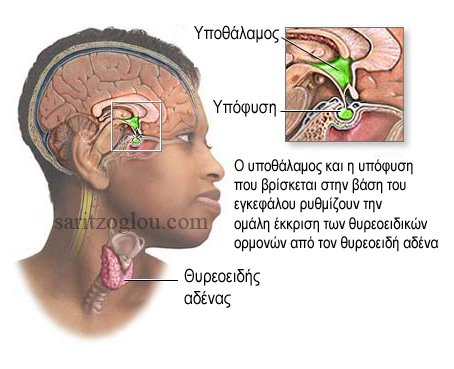 Υποθάλαμος
Υπόφυση
Ο υποθάλαμος και η υπόφυση
που βρίσκεται στην βάση του
εγκεφάλου ρυθμίζουν την
ομάλη έκκριση των θυρεοειδικών
ορμονών από τον θυρεοειδή αδένα
saritzoglou.com
Θυρεοειδής
αδένας